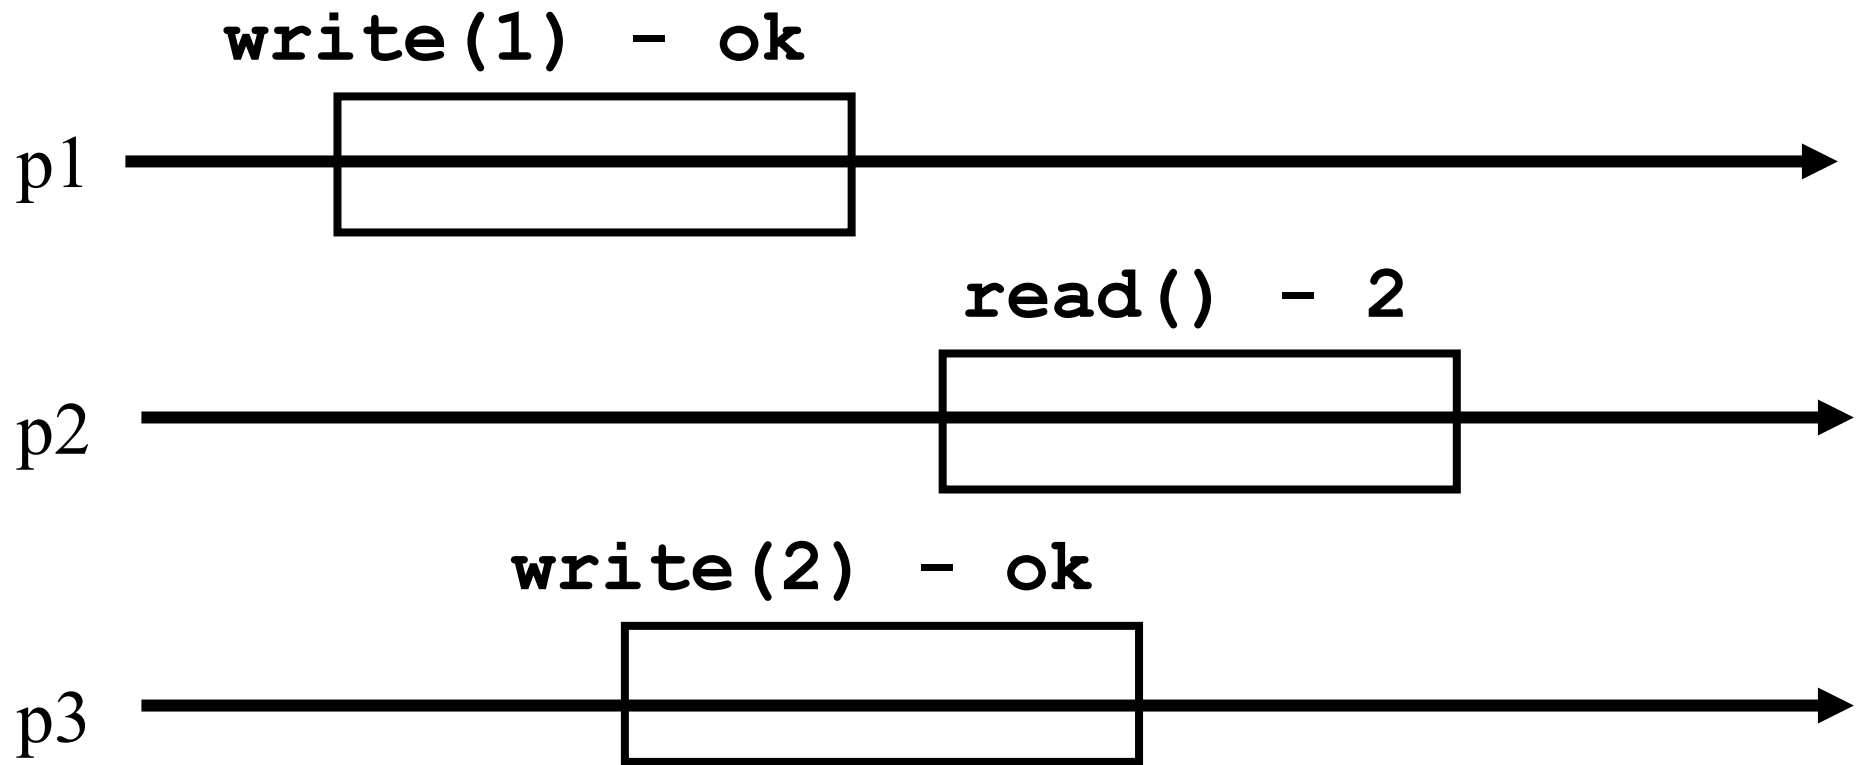 write(1) - ok
p1
read() - 2
p2
write(2) - ok
p3